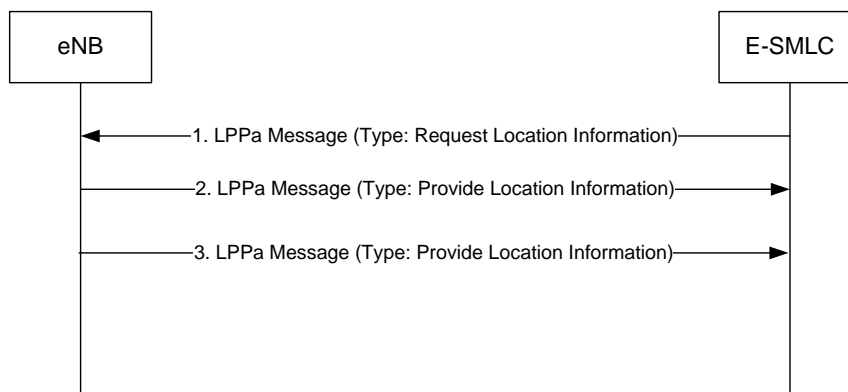 eNB
E-SMLC
1. LPPa Message (Type: Request Location Information)
2. LPPa Message (Type: Provide Location Information)
3. LPPa Message (Type: Provide Location Information)